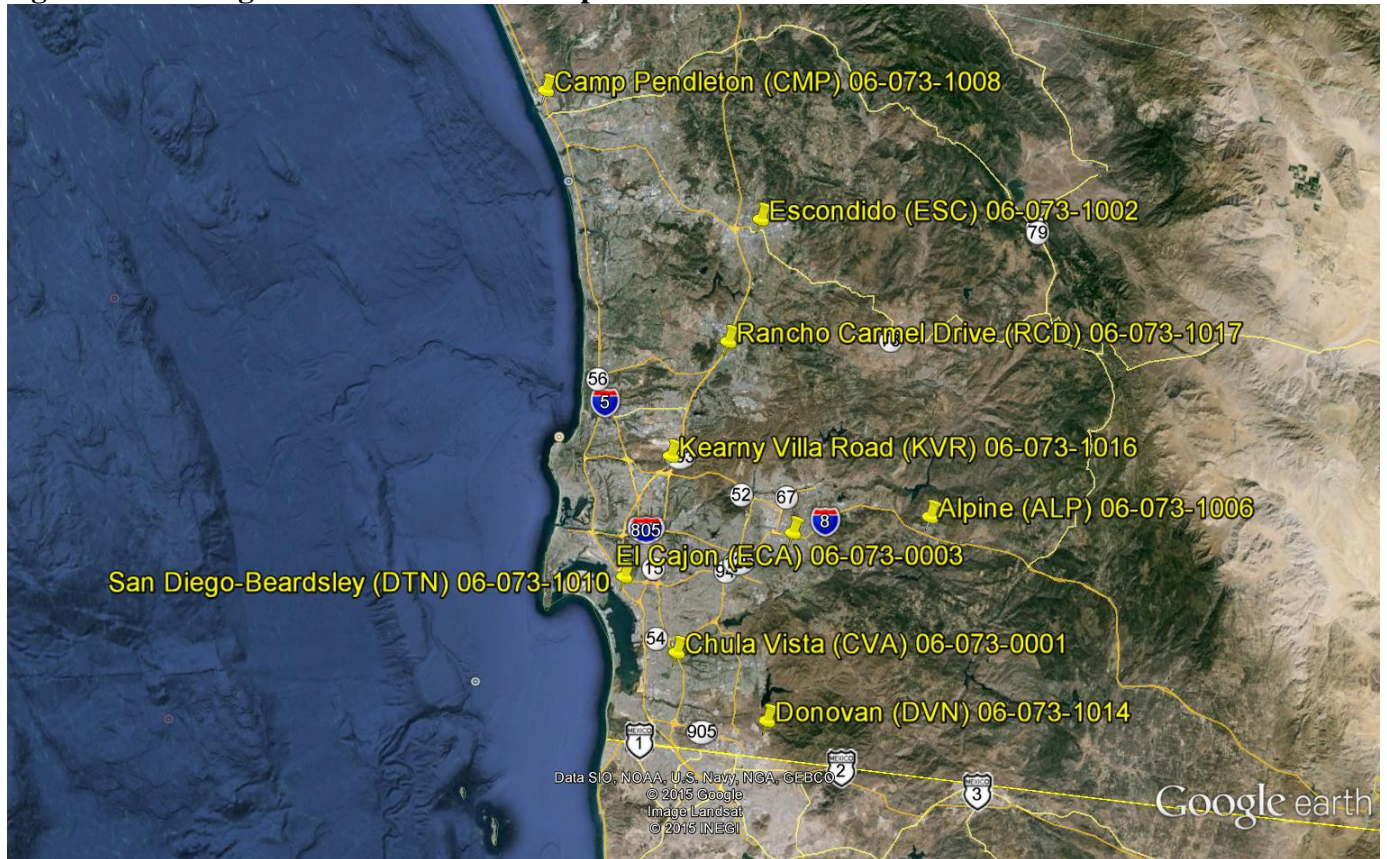 Camp Pendleton (CMP) 06-073-1008
Escondido (ESC) 06-073-1002
79
Rancho Carmel Drive (RCD) 06-073-1017
56
5
Kearny Villa Road (KVR) 06-073-1016
52
67
Alpine (ALP) 06-073-1006
8
805
El Cajon (ECA) 06-073-0003
15
94
San Diego-Beardsley (DTN) 06-073-1010
54
Chula Vista (CVA) 06-073-0001
Donovan (DVN) 06-073-1014
905
MEXICO
1
MEXICO
2
MEXICO
3
Data SIO, NOAA, U.S. Navy, NGA, GEBCO
© 2015 Google
Image Landsat
© 2015 INEGI
Google earth